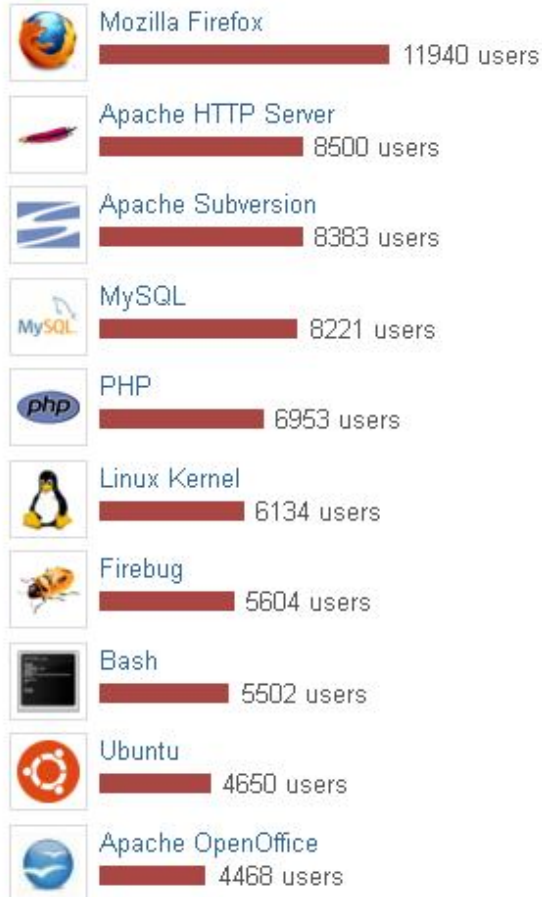 Mozilla Firefox
11940 users
Apache HTTP Server
8500 users
Apache Subversion
8383 users
MySQL
MySQL
8221 users
php
PHP
6953 users
Linux Kernel
6134 users
Firebug
5604 users
Bash
5502 users
Ubuntu
4650 users
Apache OpenOffice
4468 users